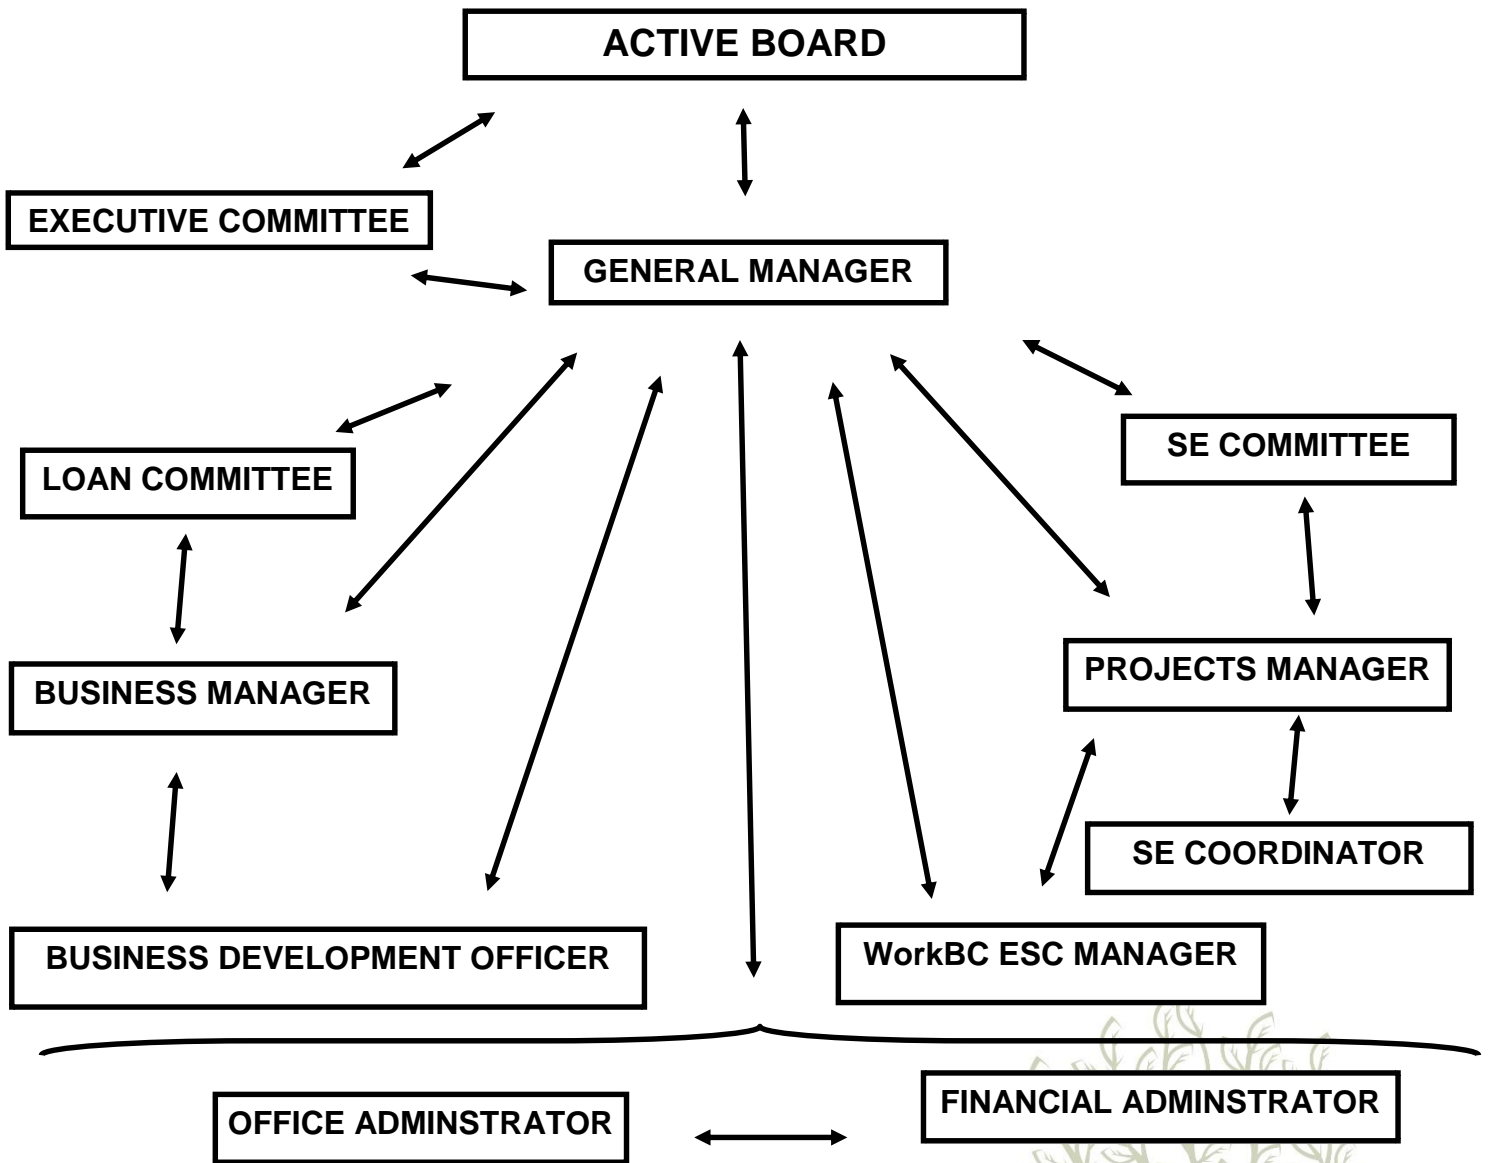 ACTIVE BOARD
EXECUTIVE COMMITTEE
GENERAL MANAGER
LOAN COMMITTEE
SE COMMITTEE
BUSINESS MANAGER
PROJECTS MANAGER
SE COORDINATOR
BUSINESS DEVELOPMENT OFFICER
WorkBC ESC MANAGER
OFFICE ADMINSTRATOR
FINANCIAL ADMINSTRATOR